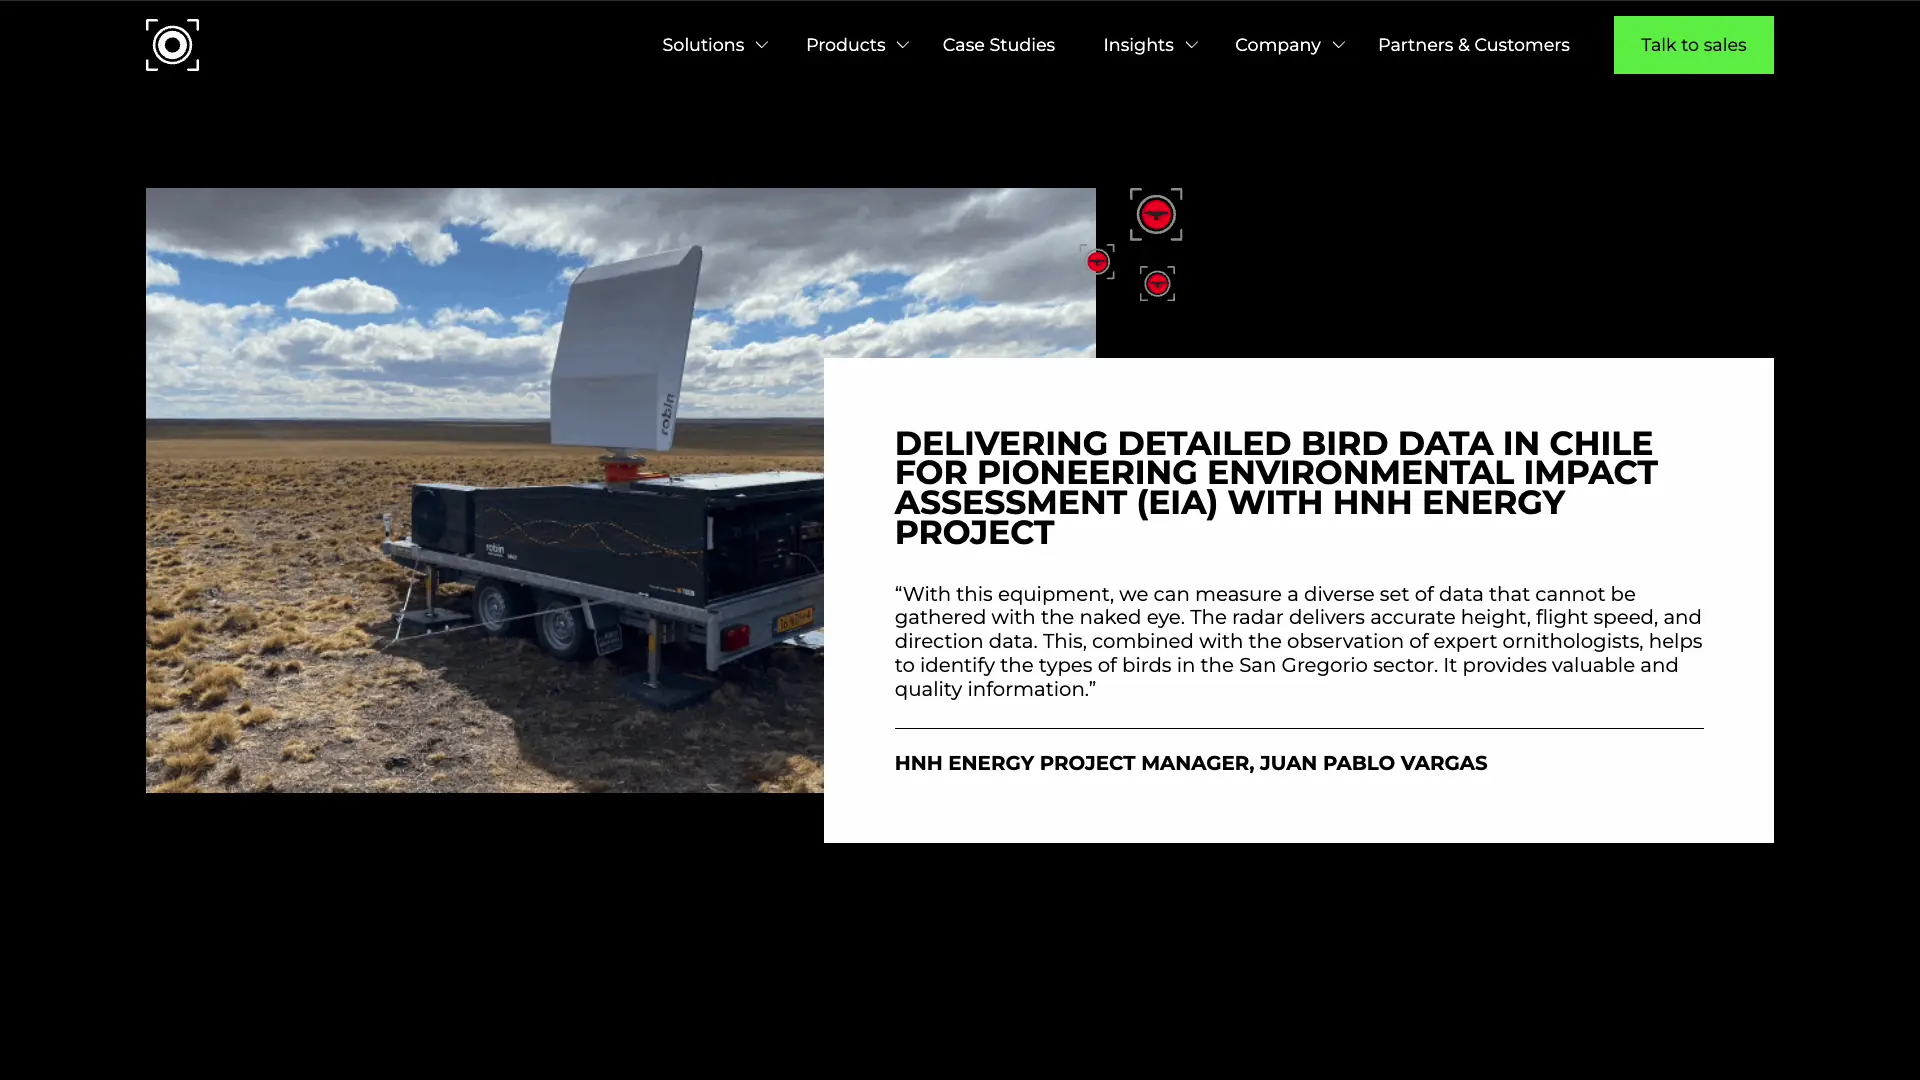 Solutions
Products
Case Studies
Insights
Company
Partners & Customers
Talk to sales
robin
robin
DELIVERING DETAILED BIRD DATA IN CHILE
FOR PIONEERING ENVIRONMENTAL IMPACT
ASSESSMENT (EIA) WITH HNH ENERGY
PROJECT
“With this equipment, we can measure a diverse set of data that cannot be
gathered with the naked eye. The radar delivers accurate height, flight speed, and
direction data. This, combined with the observation of expert ornithologists, helps
to identify the types of birds in the San Gregorio sector. It provides valuable and
quality information.”
HNH ENERGY PROJECT MANAGER, JUAN PABLO VARGAS